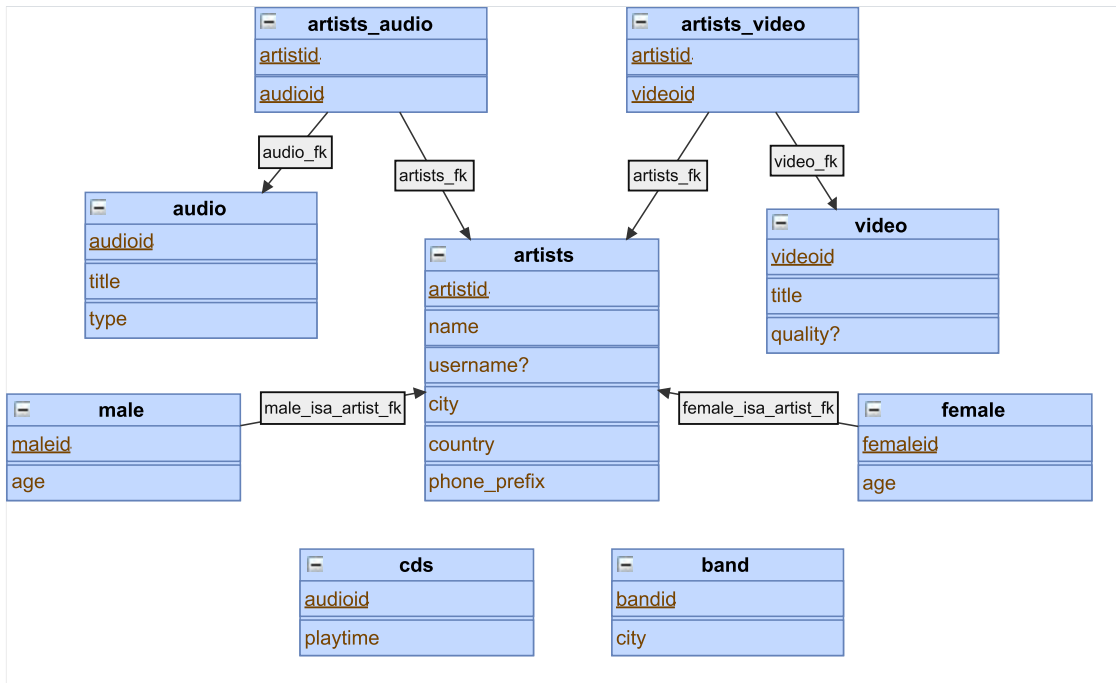 artists_audio
artistid
audioid
artists_video
artistid
videoid
audio_fk
artists_fk
artists_fk
video_fk
audio
audioid
title
type
artists
artistid
name
username?
city
country
phone_prefix
video
videoid
title
quality?
male
maleid
age
male_isa_artist_fk
female_isa_artist_fk
female
femaleid
age
cds
audioid
playtime
band
bandid
city